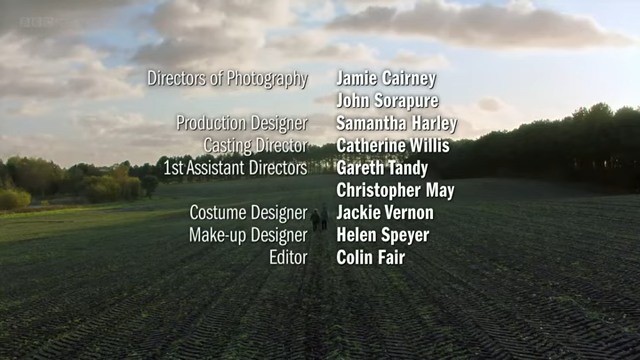 BBC
Directors of Photography Jamie Cairney
John Sorapure
Production Designer Samantha Harley
Casting Director Catherine Willis
1st Assistant Directors Gareth Tandy
Christopher May
Costume Designer Jackie Vernon
Make-up Designer Helen Speyer
Editor Colin Fair